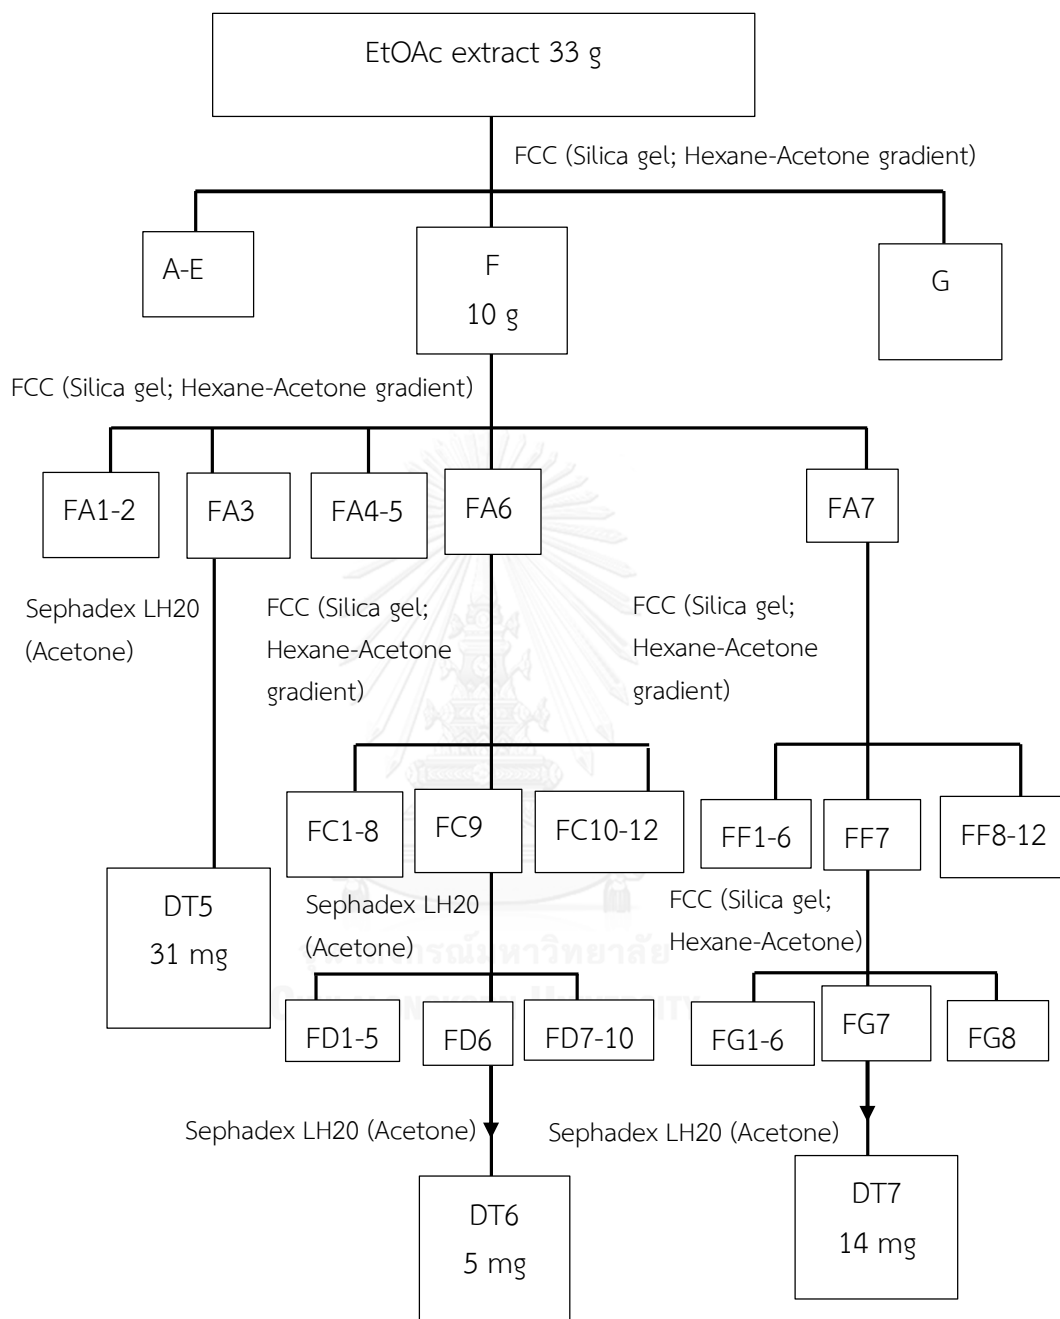 EtOAc extract 33 g
FCC (Silica gel; Hexane-Acetone gradient)
A-E
F
10 g
G
FCC (Silica gel; Hexane-Acetone gradient)
FA1-2
FA3
FA4-5
FA6
FA7
Sephadex LH20
(Acetone)
FCC (Silica gel;
Hexane-Acetone
gradient)
FCC (Silica gel;
Hexane-Acetone
gradient)
FC1-8
FC9
FC10-12
FF1-6
FF7
FF8-12
DT5
31 mg
Sephadex LH20
(Acetone)
FCC (Silica gel;
Hexane-Acetone)
FD1-5
FD6
FD7-10
FG1-6
FG7
FG8
Sephadex LH20 (Acetone)
Sephadex LH20 (Acetone)
DT6
5 mg
DT7
14 mg